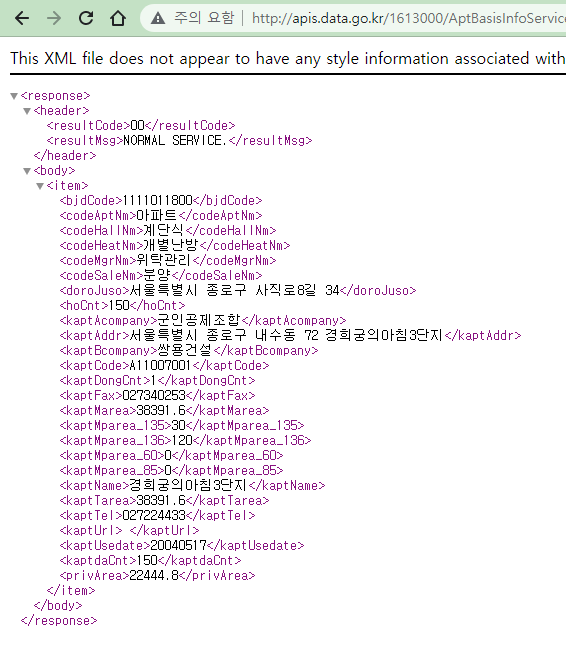 주의 요함 | http://apis.data.go.kr/1613000/AptBasisInfoService
This XML file does not appear to have any style information associated with
▼<response>
▼<header>
<resultCode>00</resultCode>
<resultMsg>NORMAL SERVICE.</resultMsg>
</header>
▼<body>
▼<item>
<bjdCode>1111011800</bjdCode>
<codeAptNm>아파트</codeAptNm>
<codeHallNm>계단식</codeHallNm>
<codeHeatNm>개별난방</codeHeatNm>
<codeMgrNm>위탁관리</codeMgrNm>
<codeSaleNm>분양</codeSaleNm>
<doroJuso>서울특별시 종로구 사직로8길 34</doroJuso>
<hoCnt>150</hoCnt>
<kaptAcompany>군인공제조합</kaptAcompany>
<kaptAddr>서울특별시 종로구 내수동 72 경희궁의아침3단지</kaptAddr>
<kaptBcompany>쌍용건설</kaptBcompany>
<kaptCode>A11007001</kaptCode>
<kaptDongCnt>1</kaptDongCnt>
<kaptFax>027340253</kaptFax>
<kaptMarea>38391.6</kaptMarea>
<kaptMparea_135>30</kaptMparea_135>
<kaptMparea_136>120</kaptMparea_136>
<kaptMparea_60>0</kaptMparea_60>
<kaptMparea_85>0</kaptMparea_85>
<kaptName>경희궁의아침3단지</kaptName>
<kaptTarea>38391.6</kaptTarea>
<kaptTel>027224433</kaptTel>
<kaptUrl> </kaptUrl>
<kaptUsedate>20040517</kaptUsedate>
<kaptdaCnt>150</kaptdaCnt>
<privArea>22444.8</privArea>
</item>
</body>
</response>